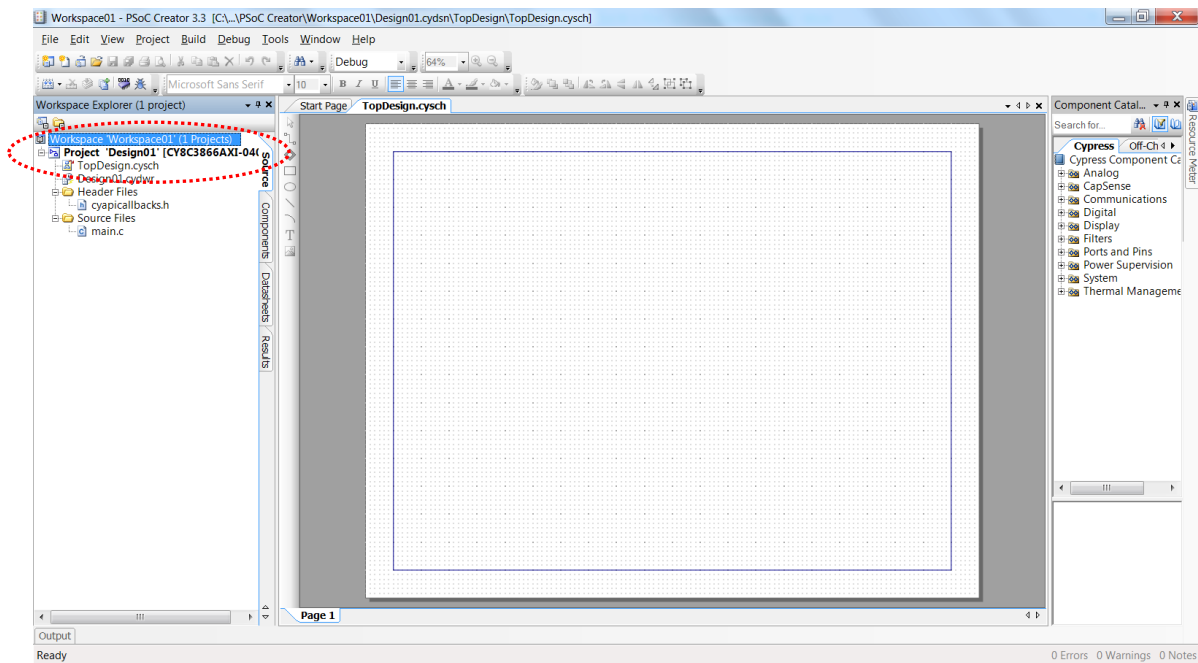 Workspace01 - PSoC Creator 3.3 [C:\...\PSoC Creator\Workspace01\Design01.cydsn\TopDesign\TopDesign.cysch]
File Edit View Project Build Debug Tools Window Help
Debug 64%
Microsoft Sans Serif 10 B I U A
Workspace Explorer (1 project)
Workspace 'Workspace01' (1 Projects)
Project 'Design01' [CY8C3866AXI-040
TopDesign.cysch
Design01.cydwr
Header Files
cyapicallbacks.h
Source Files
main.c
Source
Components
Datasheets
Results
Start Page TopDesign.cysch
T
Page 1
Component Catal...
Search for...
Cypress Off-Ch
Cypress Component Ca
Analog
CapSense
Communications
Digital
Display
Filters
Ports and Pins
Power Supervision
System
Thermal Manageme
Resource Meter
Output
Ready
0 Errors 0 Warnings 0 Notes